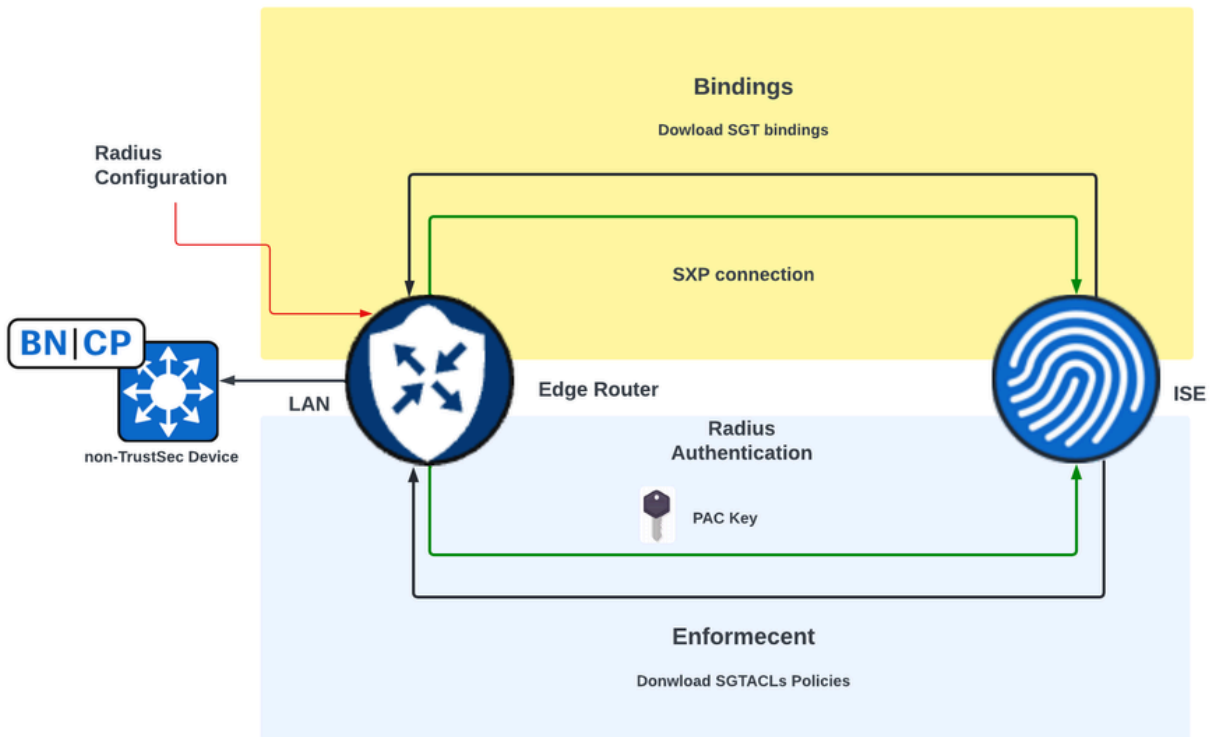 Bindings
Dowload SGT bindings
Radius
Configuration
SXP connection
BN|CP
LAN
Edge Router
ISE
non-TrustSec Device
Radius
Authentication
PAC Key
Enformecent
Donwload SGTACLs Policies